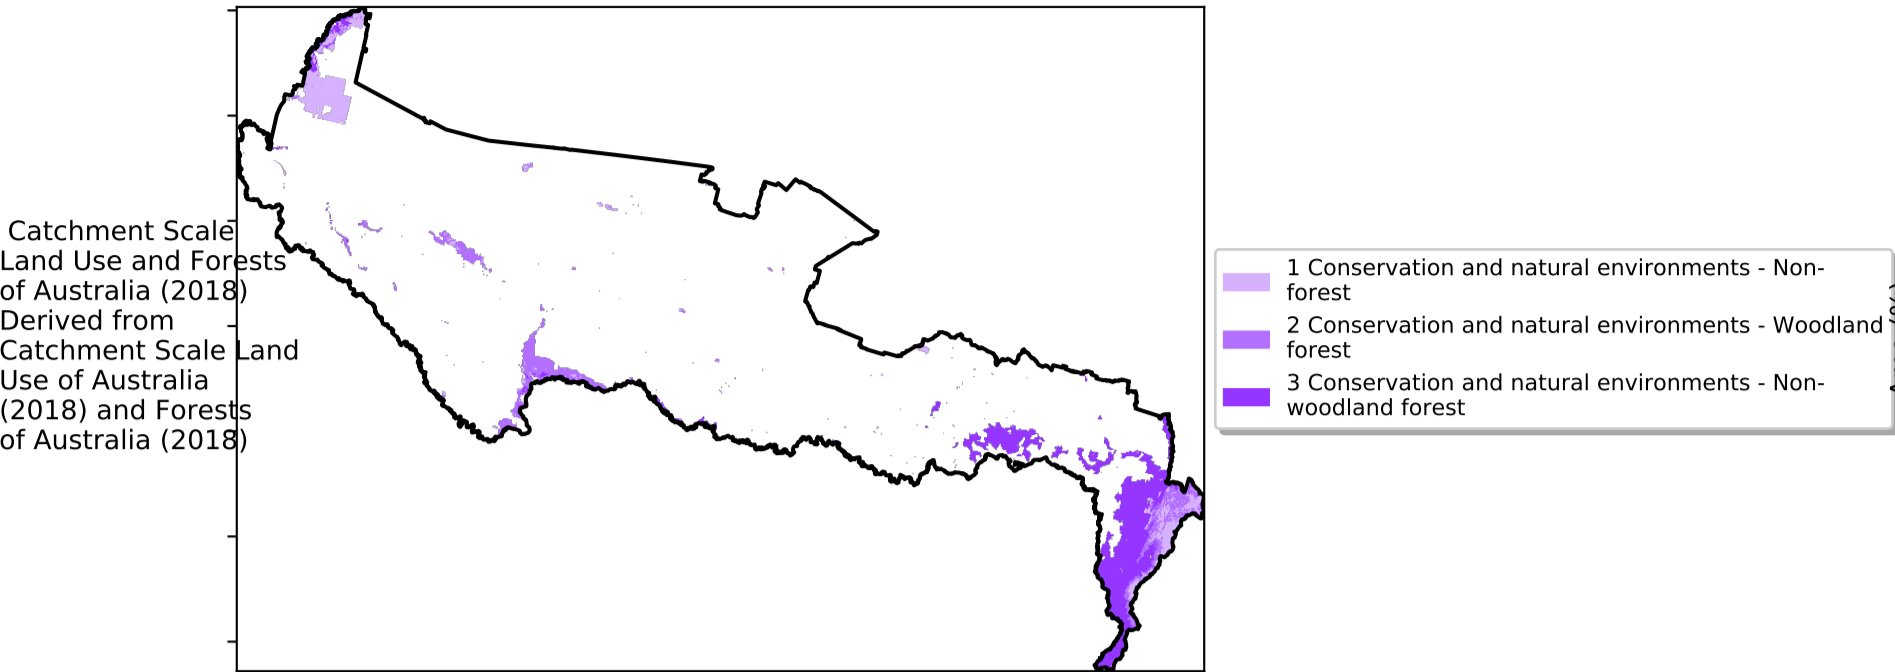 Catchment Scale
Land Use and Forests
of Australia (2018)
Derived from
Catchment Scale Land
Use of Australia
(2018) and Forests
of Australia (2018)
1 Conservation and natural environments - Non-
forest
2 Conservation and natural environments - Woodland
forest
3 Conservation and natural environments - Non-
woodland forest